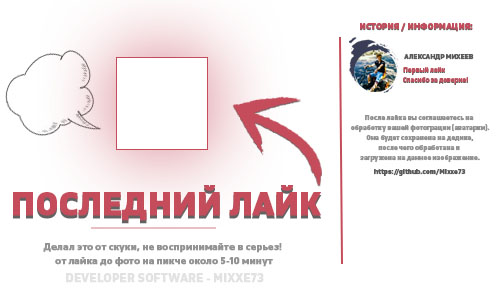 ПОСЛЕДНИЙ ЛАЙК
Делал это от скуки, не воспринимайте в серьез!
от лайка до фото на пикче около 5-10 минут
DEVELOPER SOFTWARE - MIXXE73
ИСТОРИЯ / ИНФОРМАЦИЯ:
АЛЕКСАНДР МИХЕЕВ
Первый лайк
Спасибо за доверие!
После лайка вы соглашаетесь на
обработку вашей фотограции (аватарки).
Она будет сохранена на дедике,
после чего обработана и
загружена на данное изображение.
https://github.com/Mixxe73